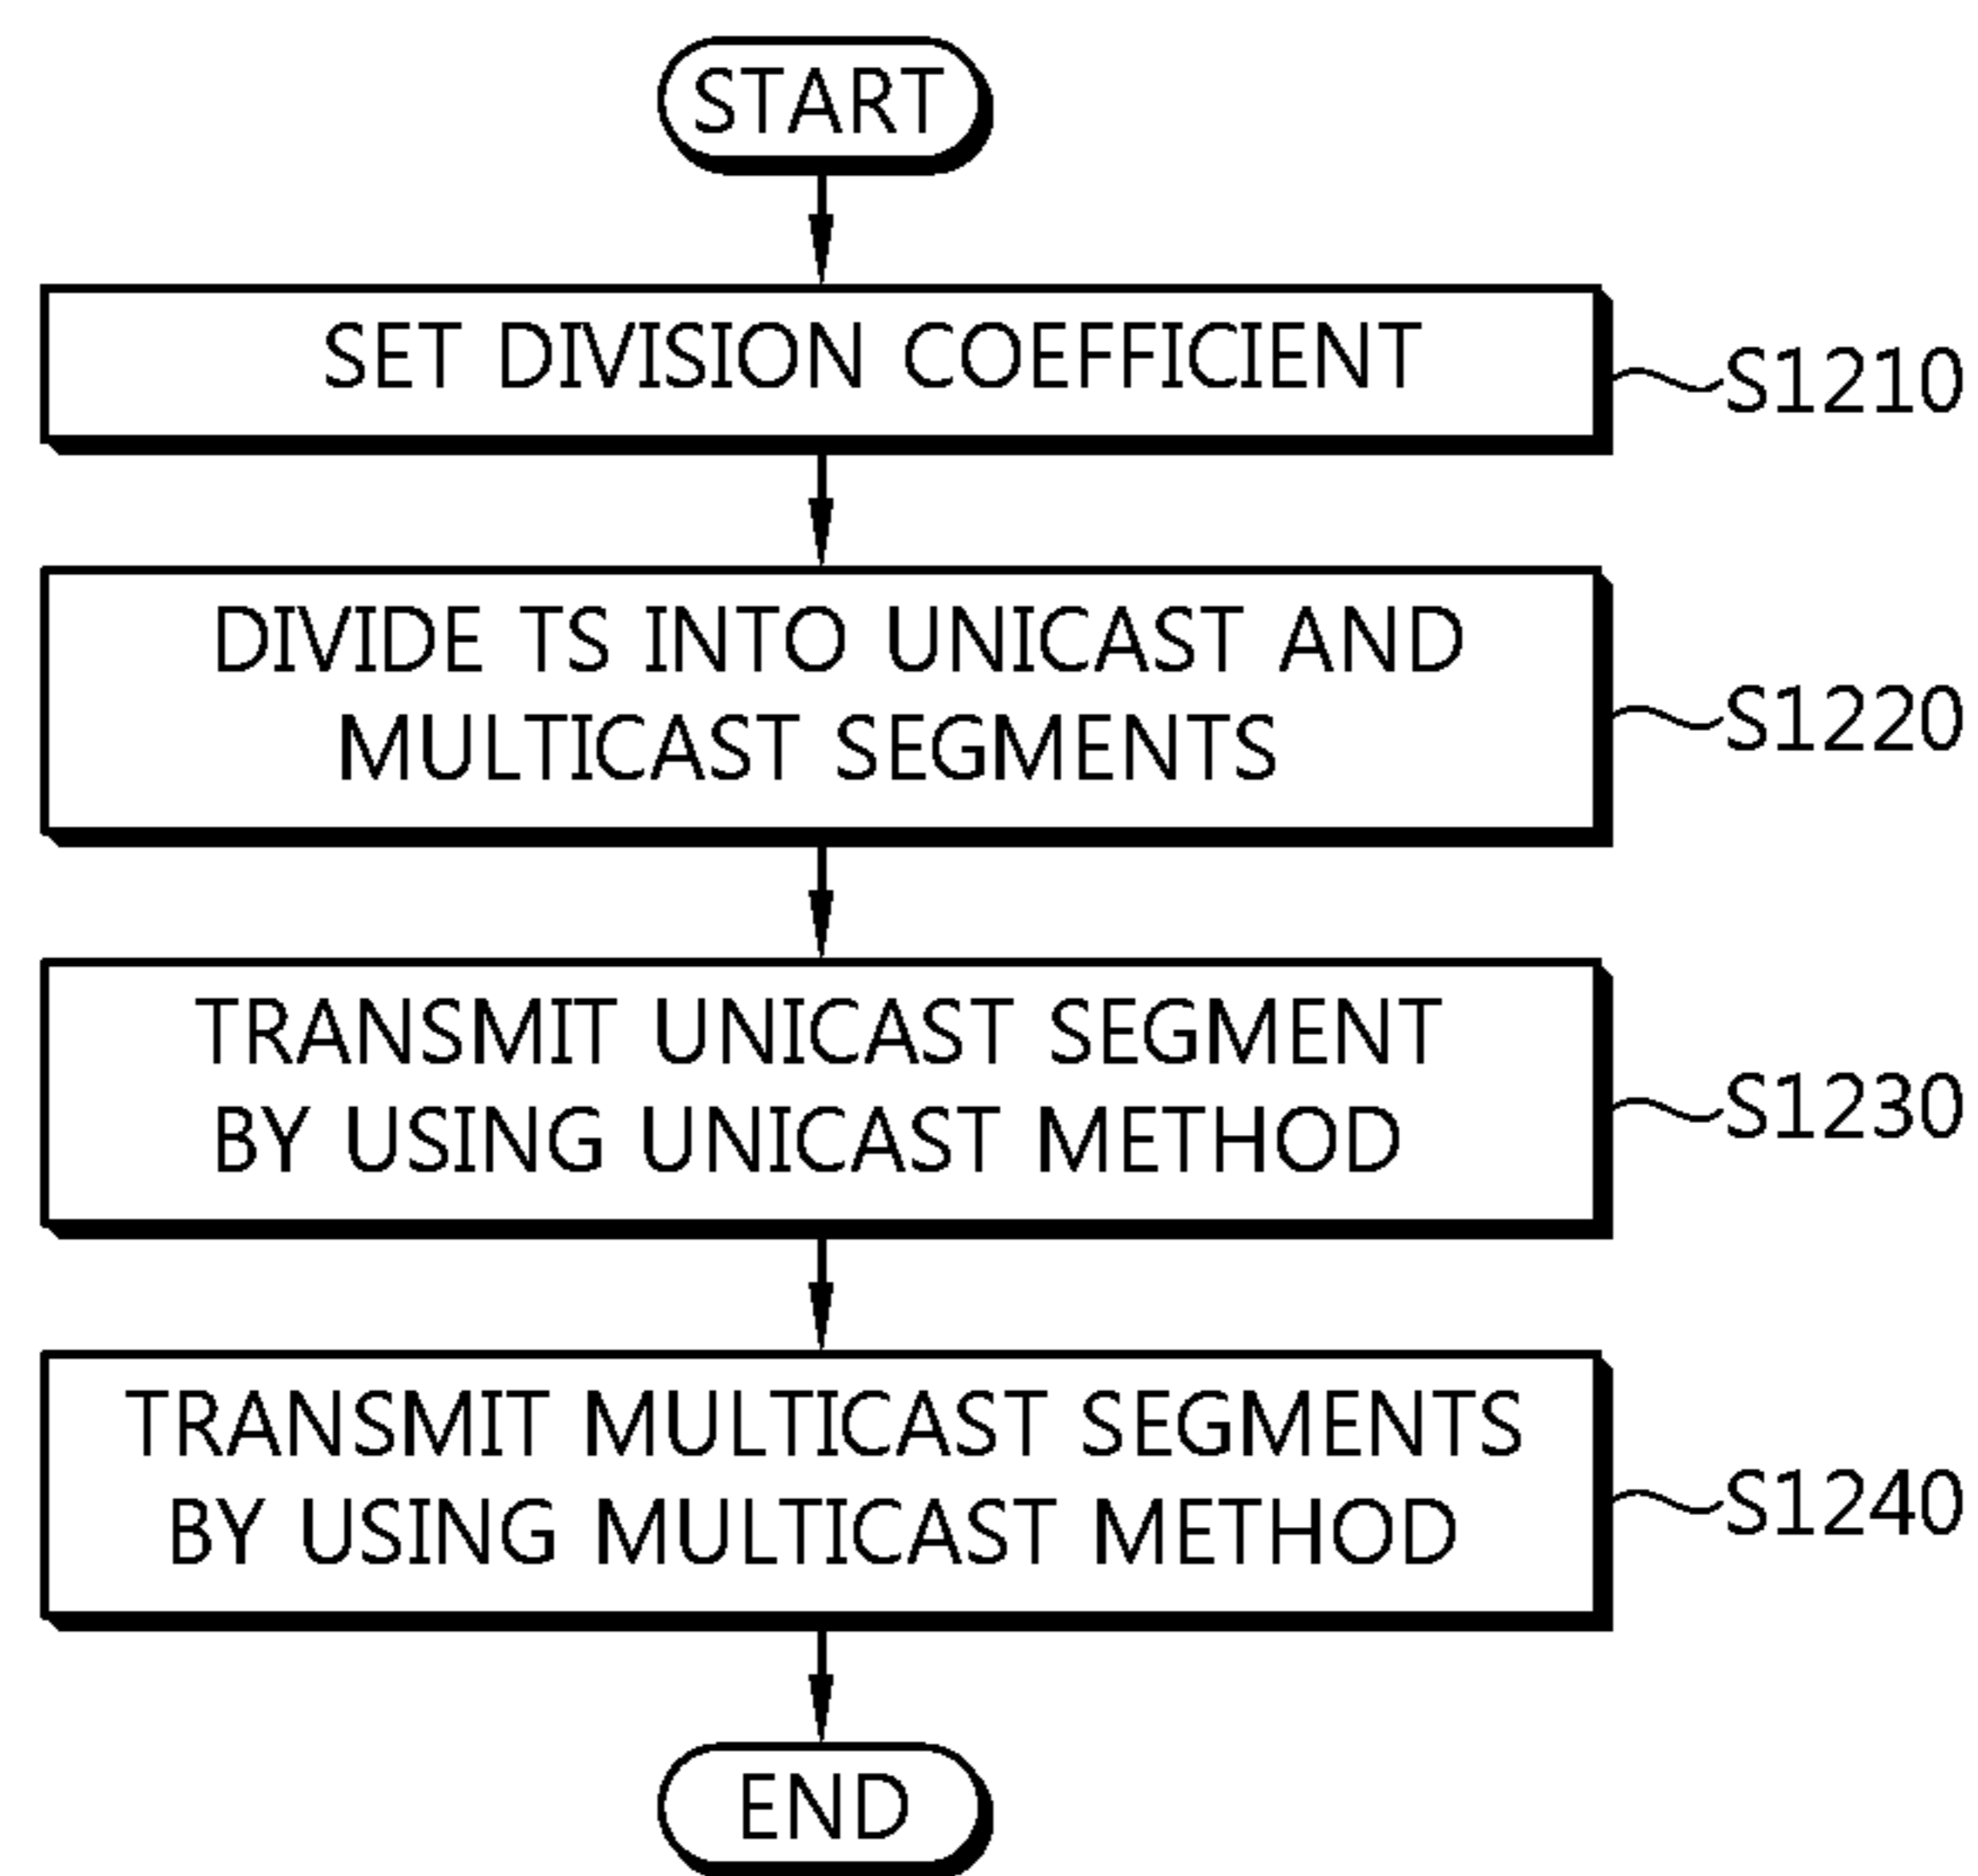 START
SET DIVISION COEFFICIENT
S1210
DIVIDE TS INTO UNICAST AND
MULTICAST SEGMENTS
S1220
TRANSMIT UNICAST SEGMENT
BY USING UNICAST METHOD
S1230
TRANSMIT MULTICAST SEGMENTS
BY USING MULTICAST METHOD
S1240
END